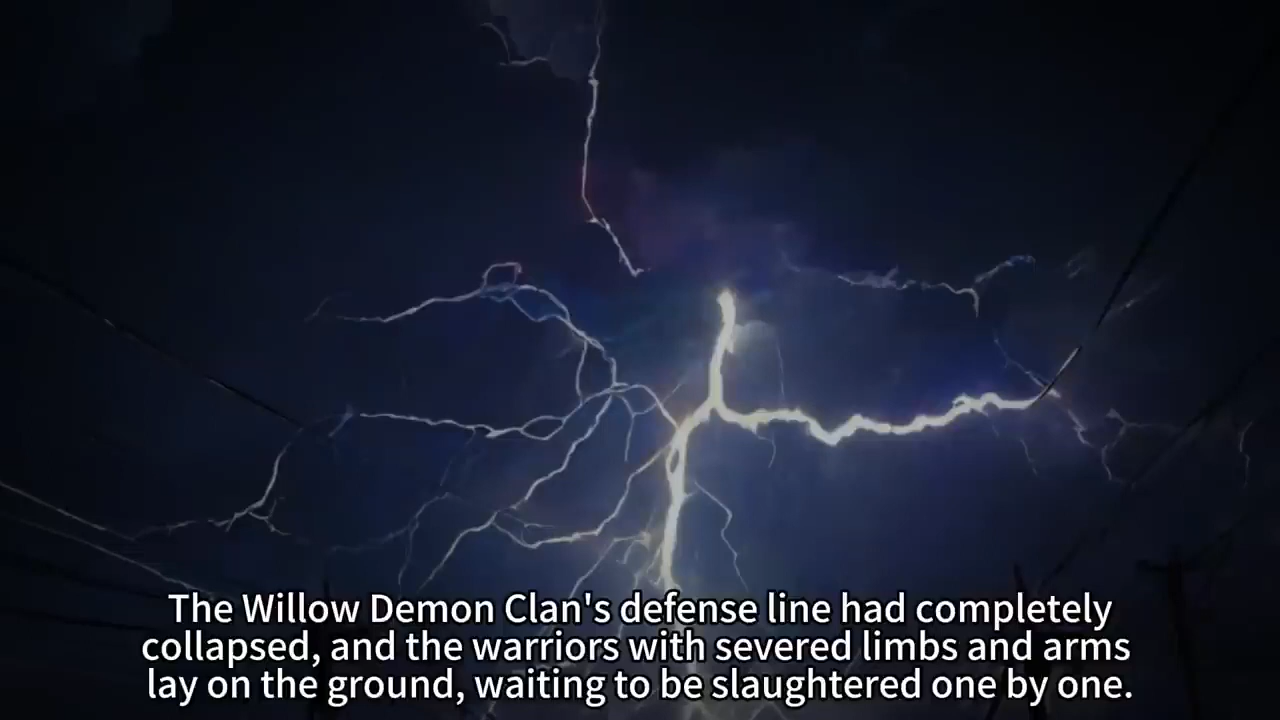 The Willow Demon Clan's defense line had completely
collapsed, and the warriors with severed limbs and arms
lay on the ground, waiting to be slaughtered one by one.